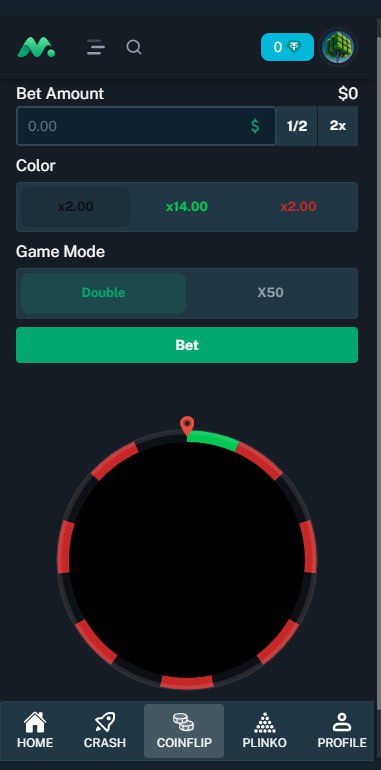 0
Bet Amount $0
0.00 $ 1/2 2x
Color
x2.00 x14.00 x2.00
Game Mode
Double X50
Bet
HOME CRASH COINFLIP PLINKO PROFILE